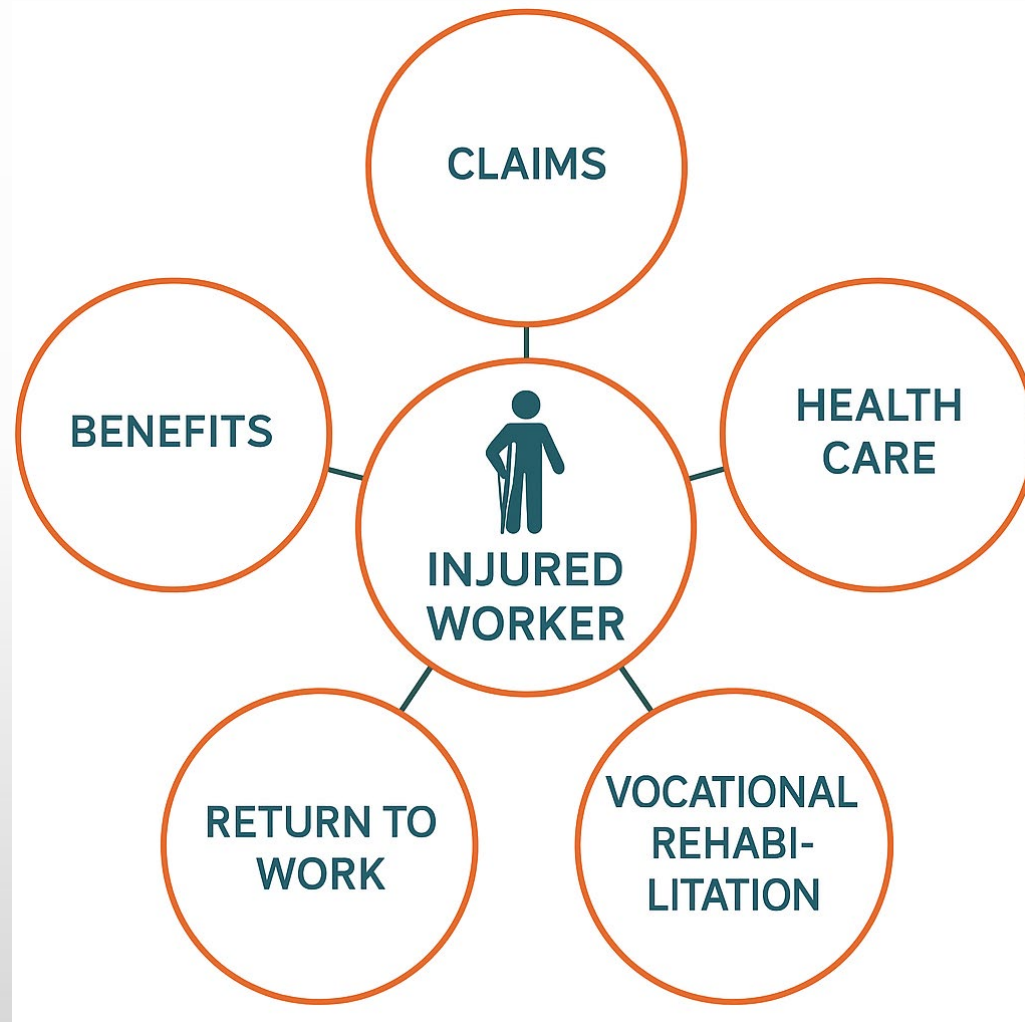 CLAIMS
BENEFITS
HEALTH
CARE
INJURED
WORKER
RETURN TO
WORK
VOCATIONAL
REHABI-
LITATION